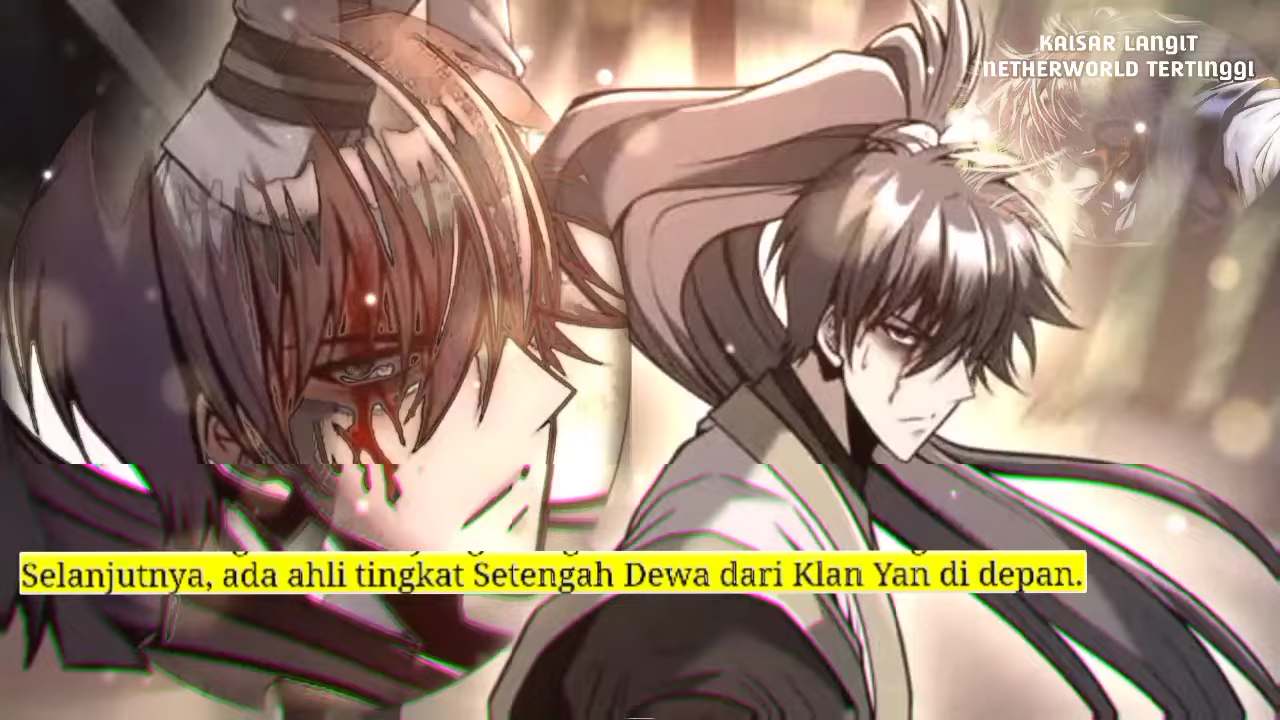 KAISAR LANGIT
NETHERWORLD TERTINGGI
Selanjutnya, ada ahli tingkat Setengah Dewa dari Klan Yan di depan.